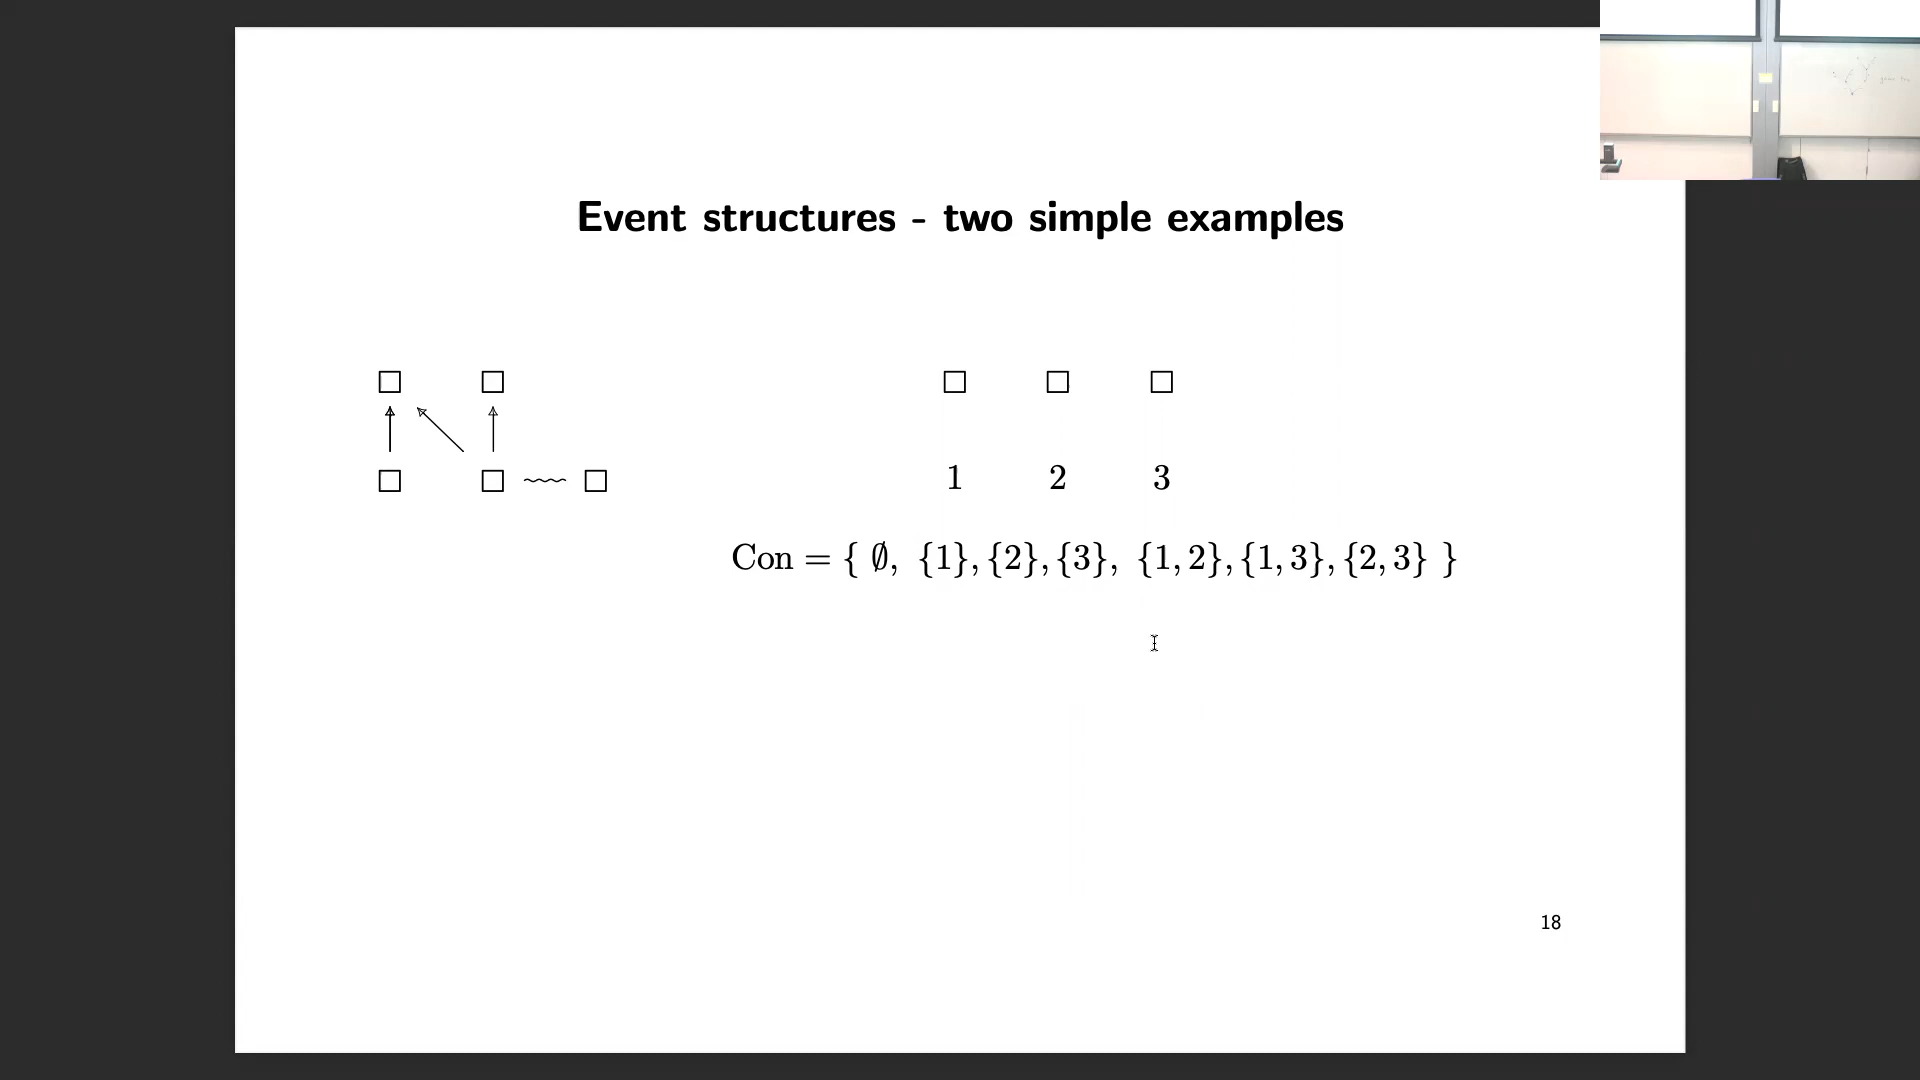 Event structures - two simple examples
1 2 3
Con = { ∅, {1}, {2}, {3}, {1, 2}, {1, 3}, {2, 3} }
18